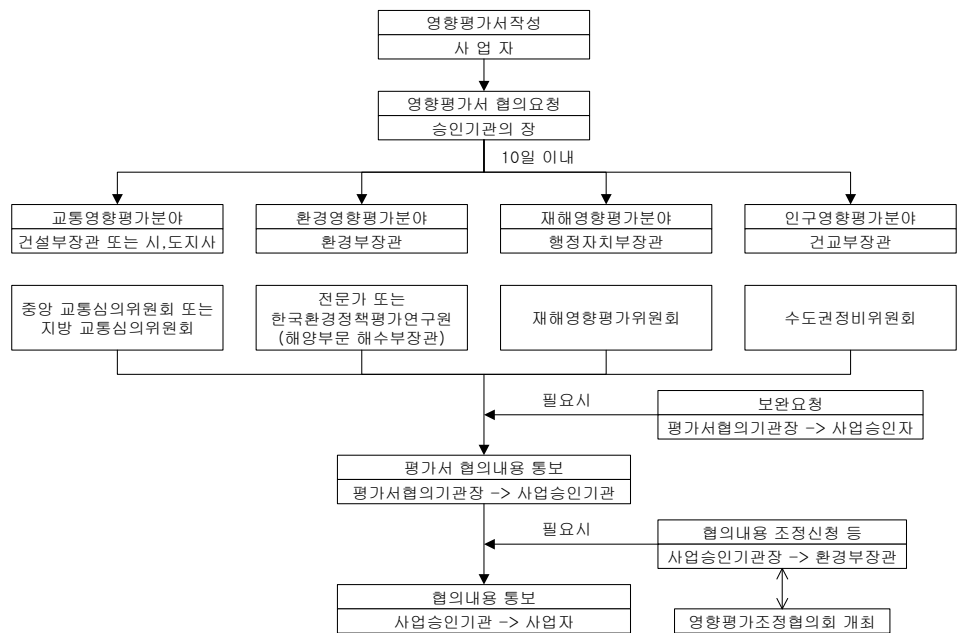 영향평가서작성
사 업 자
영향평가서 협의요청
승인기관의 장
10일 이내
교통영향평가분야
건설부장관 또는 시,도지사
환경영향평가분야
환경부장관
재해영향평가분야
행정자치부장관
인구영향평가분야
건교부장관
중앙 교통심의위원회 또는
지방 교통심의위원회
전문가 또는
한국환경정책평가연구원
(해양부문 해수부장관)
재해영향평가위원회
수도권정비위원회
필요시
보완요청
평가서협의기관장 -> 사업승인자
평가서 협의내용 통보
평가서협의기관장 -> 사업승인기관
필요시
협의내용 조정신청 등
사업승인기관장 -> 환경부장관
협의내용 통보
사업승인기관 -> 사업자
영향평가조정협의회 개최